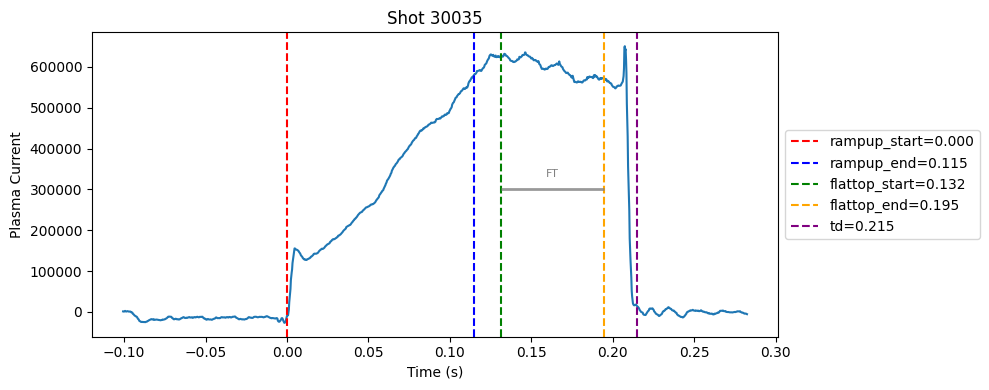 Shot 30035
Plasma Current
600000
500000
400000
300000
200000
100000
0
FT
−0.10
−0.05
0.00
0.05
0.10
0.15
0.20
0.25
0.30
Time (s)
rampup_start=0.000
rampup_end=0.115
flattop_start=0.132
flattop_end=0.195
td=0.215